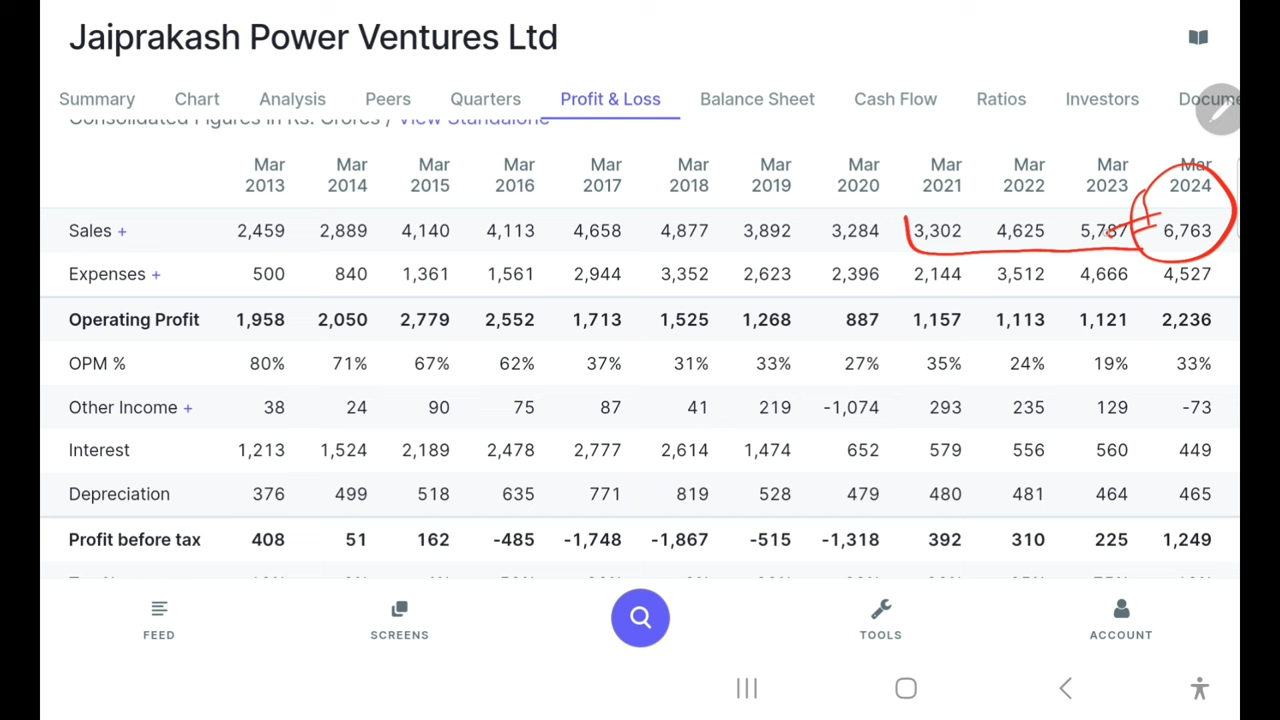 Jaiprakash Power Ventures Ltd
Summary Chart Analysis Peers Quarters Profit & Loss Balance Sheet Cash Flow Ratios Investors Docume
Consolidated Figures in Rs. Crores / View Standalone
Mar 2013 Mar 2014 Mar 2015 Mar 2016 Mar 2017 Mar 2018 Mar 2019 Mar 2020 Mar 2021 Mar 2022 Mar 2023 Mar 2024
Sales + 2,459 2,889 4,140 4,113 4,658 4,877 3,892 3,284 3,302 4,625 5,787 6,763
Expenses + 500 840 1,361 1,561 2,944 3,352 2,623 2,396 2,144 3,512 4,666 4,527
Operating Profit 1,958 2,050 2,779 2,552 1,713 1,525 1,268 887 1,157 1,113 1,121 2,236
OPM % 80% 71% 67% 62% 37% 31% 33% 27% 35% 24% 19% 33%
Other Income + 38 24 90 75 87 41 219 -1,074 293 235 129 -73
Interest 1,213 1,524 2,189 2,478 2,777 2,614 1,474 652 579 556 560 449
Depreciation 376 499 518 635 771 819 528 479 480 481 464 465
Profit before tax 408 51 162 -485 -1,748 -1,867 -515 -1,318 392 310 225 1,249
FEED SCREENS TOOLS ACCOUNT